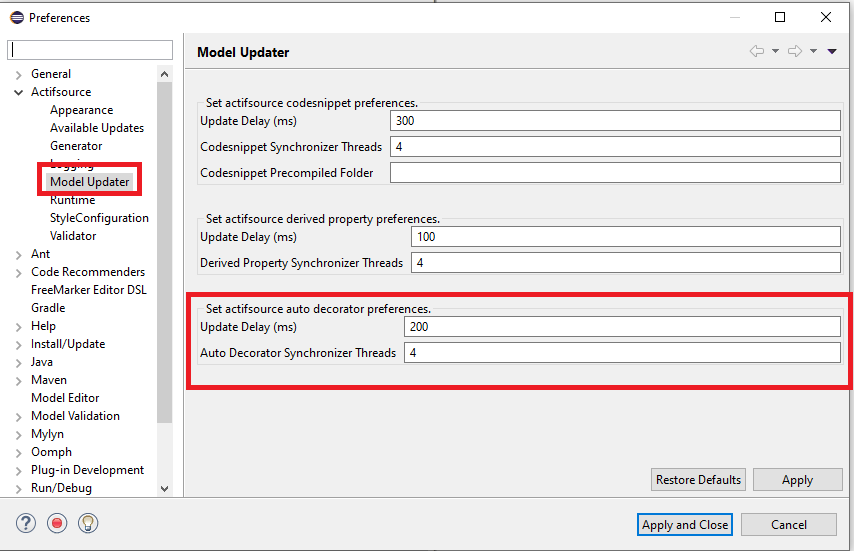 Preferences
General
Actifsource
Appearance
Available Updates
Generator
Logging
Model Updater
Runtime
StyleConfiguration
Validator
Ant
Code Recommenders
FreeMarker Editor DSL
Gradle
Help
Install/Update
Java
Maven
Model Editor
Model Validation
Mylyn
Oomph
Plug-in Development
Run/Debug
Model Updater
Set actifsource codesnippet preferences.
Update Delay (ms) 300
Codesnippet Synchronizer Threads 4
Codesnippet Precompiled Folder
Set actifsource derived property preferences.
Update Delay (ms) 100
Derived Property Synchronizer Threads 4
Set actifsource auto decorator preferences.
Update Delay (ms) 200
Auto Decorator Synchronizer Threads 4
Restore Defaults Apply
? Apply and Close Cancel